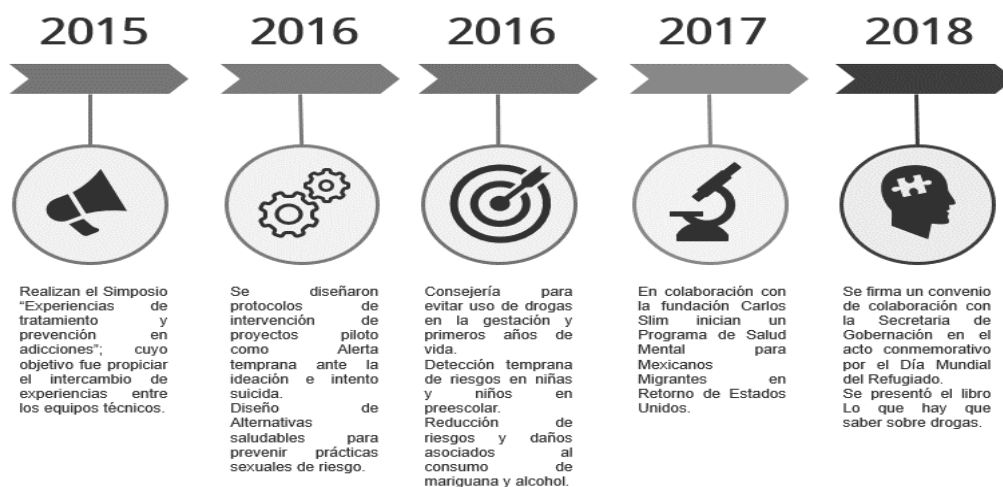 2015
Realizan el Simposio
“Experiencias de
tratamiento y
prevención en
adicciones”; cuyo
objetivo fue propiciar
el intercambio de
experiencias entre
los equipos técnicos.
2016
Se diseñaron
protocolos de
intervención de
proyectos piloto
como Alerta
temprana ante la
ideación e intento
suicida.
Diseño de
Alternativas
saludables para
prevenir prácticas
sexuales de riesgo.
2016
Consejería para
evitar uso de drogas
en la gestación y
primeros años de
vida.
Detección temprana
de riesgos en niñas
y niños en
preescolar.
Reducción de
riesgos y daños
asociados al
consumo de
mariguana y alcohol.
2017
En colaboración con
la fundación Carlos
Slim inician un
Programa de Salud
Mental para
Mexicanos
Migrantes en
Retorno de Estados
Unidos.
2018
Se firma un convenio
de colaboración con
la Secretaria de
Gobernación en el
acto conmemorativo
por el Día Mundial
del Refugiado.
Se presentó el libro
Lo que hay que
saber sobre drogas.